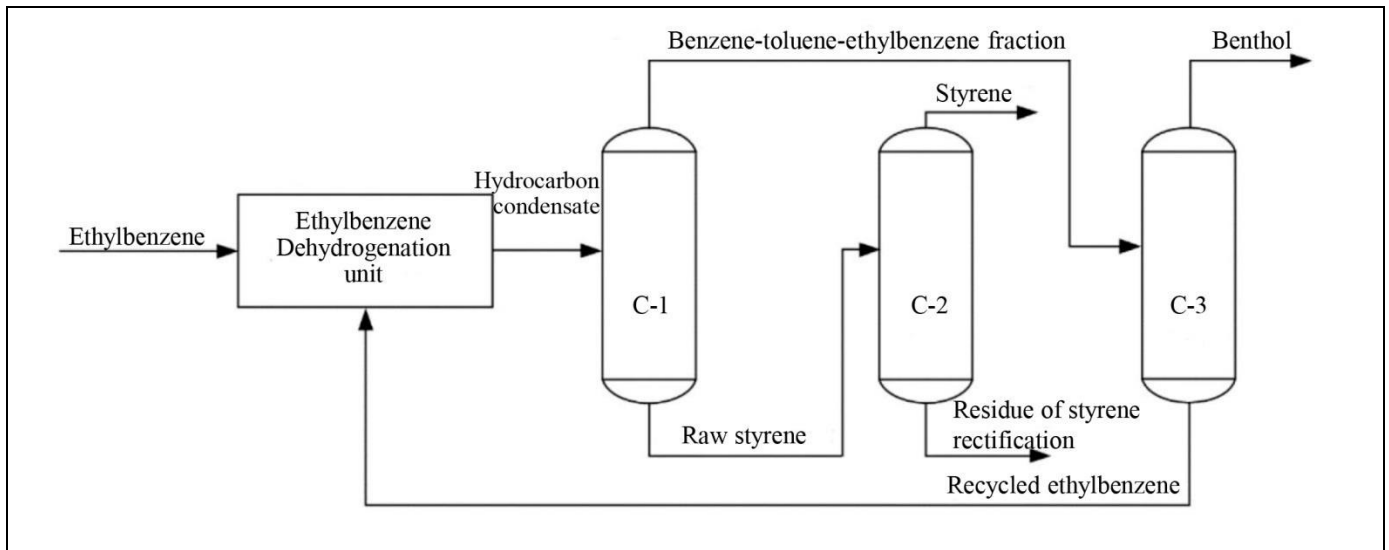 Benzene-toluene-ethylbenzene fraction
Benthol
Styrene
Hydrocarbon
condensate
Ethylbenzene
Ethylbenzene
Dehydrogenation
unit
C-1
C-2
C-3
Raw styrene
Residue of styrene
rectification
Recycled ethylbenzene